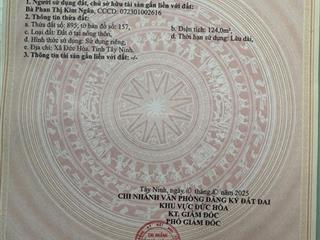 1. Người sử dụng đất, chủ sở hữu tài sản gắn liền với đất:
Bà Phan Thị Kim Ngân, CCCD: 072301002616
2. Thông tin thửa đất:
a. Thửa đất số: 895; tờ bản đồ số: 157, b. Diện tích: 124,0m².
c. Loại đất: Đất ở tại nông thôn, d. Thời hạn sử dụng: Lâu dài,
đ. Hình thức sử dụng: Sử dụng riêng,
e. Địa chỉ: Xã Đức Hòa, Tỉnh Tây Ninh.
3. Thông tin tài sản gắn liền với đất: -/-
Tây Ninh, ngày tháng năm 2025
CHI NHÁNH VĂN PHÒNG ĐĂNG KÝ ĐẤT ĐAI
KHU VỰC ĐỨC HÒA
KT. GIÁM ĐỐC
PHÓ GIÁM ĐỐC
CHI NHÁNH